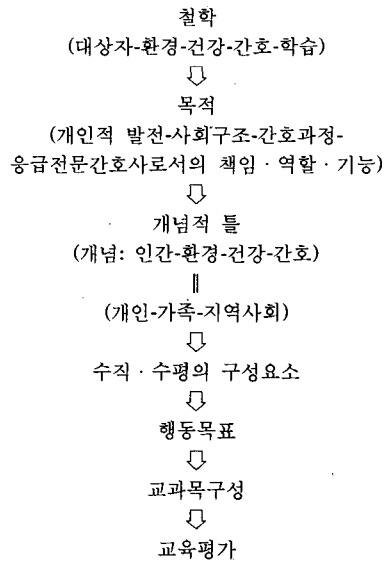 철학
(대상자-환경-건강-간호-학습)
목적
(개인적 발전-사회구조-간호과정-
응급전문간호사로서의 책임·역할·기능)
개념적 틀
(개념: 인간-환경-건강-간호)
(개인-가족-지역사회)
수직·수평의 구성요소
행동목표
교과목구성
교육평가